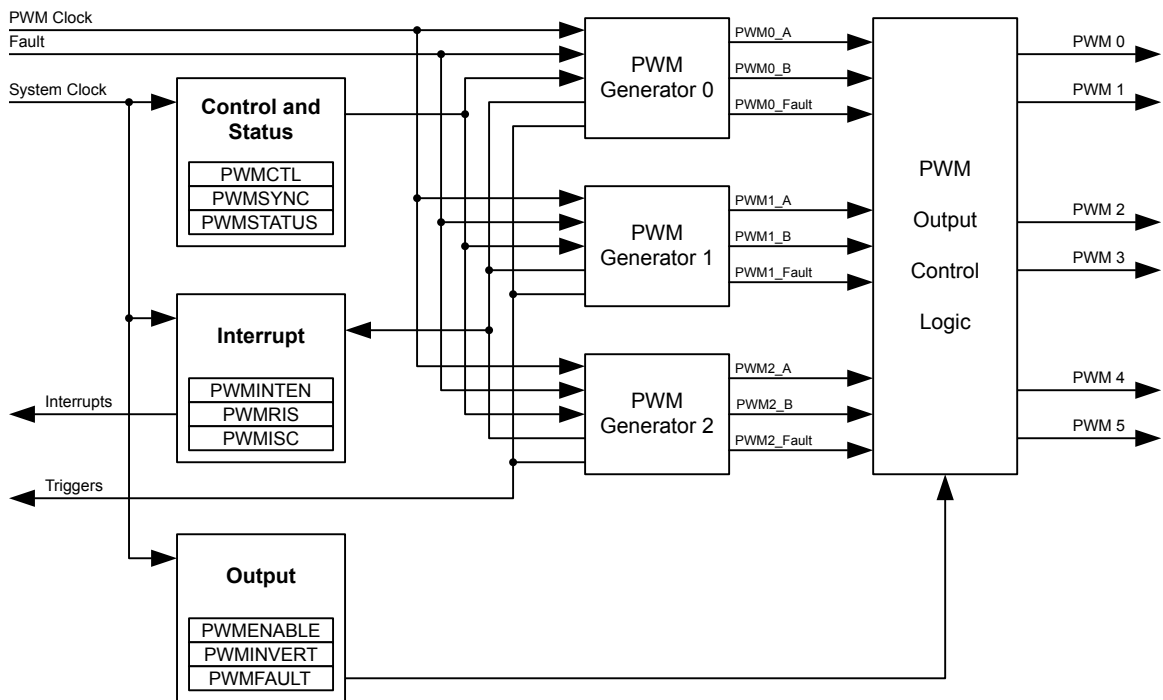 PWM Clock
Fault
System Clock
Control and
Status
PWMCTL
PWMSYNC
PWMSTATUS
Interrupt
PWMINTEN
PWMRIS
PWMISC
Interrupts
Triggers
Output
PWMENABLE
PWMINVERT
PWMFAULT
PWM
Generator 0
PWM0_A
PWM0_B
PWM0_Fault
PWM
Generator 1
PWM1_A
PWM1_B
PWM1_Fault
PWM
Generator 2
PWM2_A
PWM2_B
PWM2_Fault
PWM
Output
Control
Logic
PWM 0
PWM 1
PWM 2
PWM 3
PWM 4
PWM 5